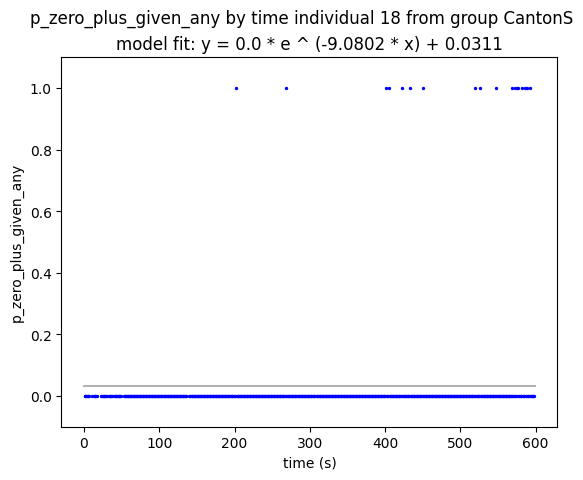 p_zero_plus_given_any by time individual 18 from group CantonS
model fit: y = 0.0 * e ^ (-9.0802 * x) + 0.0311
1.0
0.8
0.6
0.4
0.2
0.0
p_zero_plus_given_any
0 100 200 300 400 500 600
time (s)